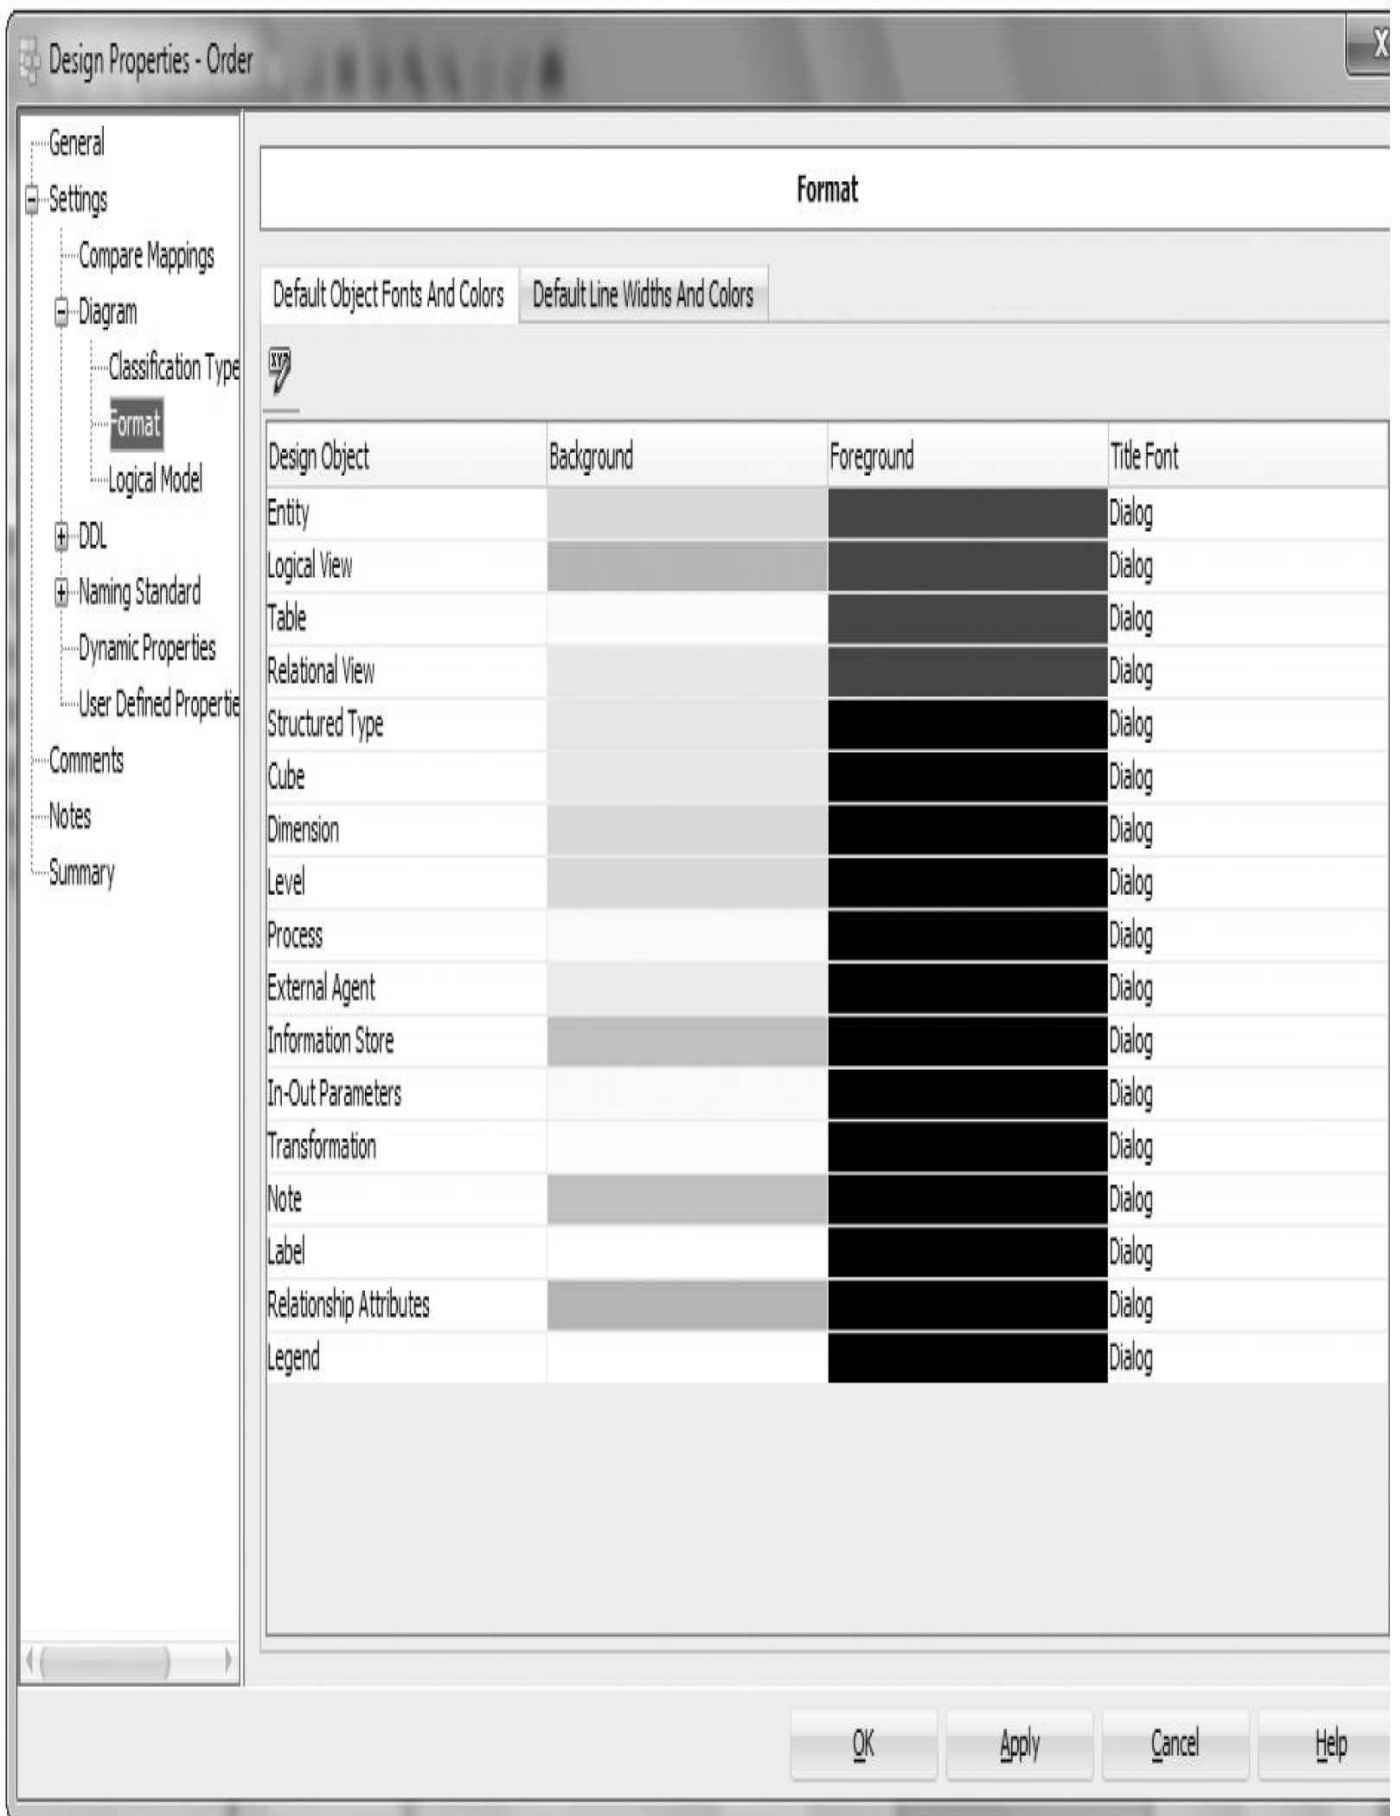 Design Properties - Order
X
General
Settings
Compare Mappings
Diagram
Classification Type
Format
Logical Model
DDL
Naming Standard
Dynamic Properties
User Defined Propertie
Comments
Notes
Summary
Format
Default Object Fonts And Colors Default Line Widths And Colors
XYZ
Design Object Background Foreground Title Font
Entity Dialog
Logical View Dialog
Table Dialog
Relational View Dialog
Structured Type Dialog
Cube Dialog
Dimension Dialog
Level Dialog
Process Dialog
External Agent Dialog
Information Store Dialog
In-Out Parameters Dialog
Transformation Dialog
Note Dialog
Label Dialog
Relationship Attributes Dialog
Legend Dialog
OK Apply Cancel Help